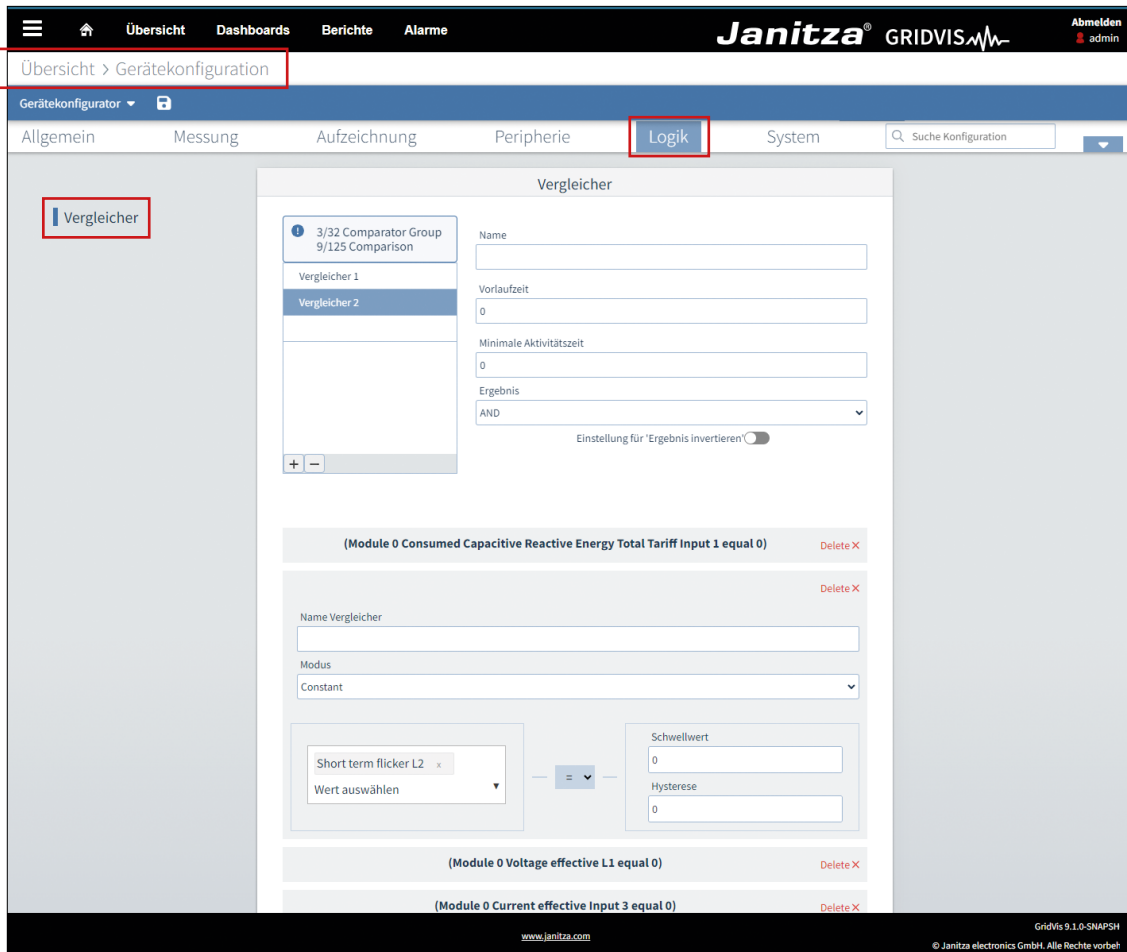 Übersicht Dashboards Berichte Alarme Janitza® GRIDVIS Abmelden
admin
Übersicht > Gerätekonfiguration
Gerätekonfigurator
Allgemein Messung Aufzeichnung Peripherie Logik System Suche Konfiguration
Vergleicher
Vergleicher
3/32 Comparator Group
9/125 Comparison
Vergleicher 1
Vergleicher 2
+ −
Name
Vorlaufzeit
0
Minimale Aktivitätszeit
0
Ergebnis
AND
Einstellung für 'Ergebnis invertieren'
(Module 0 Consumed Capacitive Reactive Energy Total Tariff Input 1 equal 0) Delete X
Delete X
Name Vergleicher
Modus
Constant
Short term flicker L2 x
Wert auswählen
=
Schwellwert
0
Hysterese
0
(Module 0 Voltage effective L1 equal 0) Delete X
(Module 0 Current effective Input 3 equal 0) Delete X
www.janitza.com
GridVis 9.1.0-SNAPSH
© Janitza electronics GmbH. Alle Rechte vorbeh